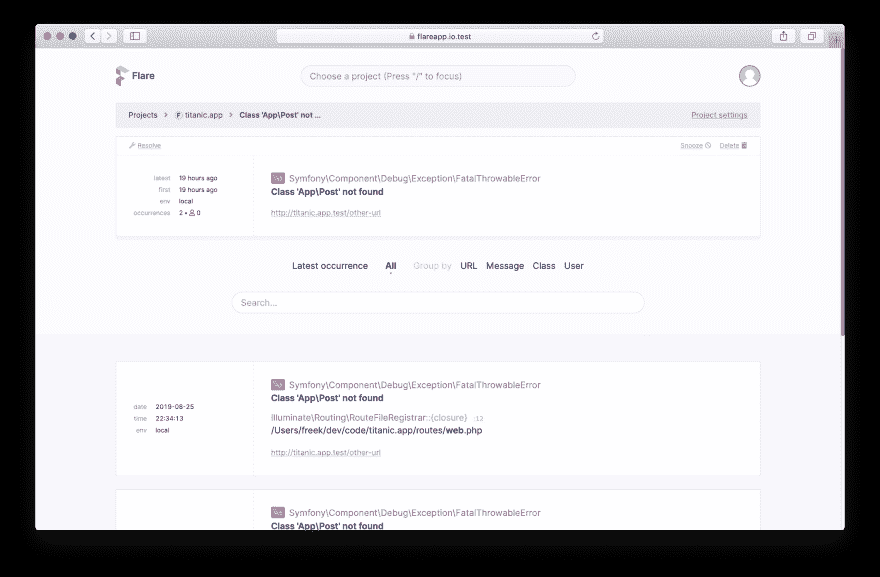 flareapp.io.test
Flare
Choose a project (Press "/" to focus)
Projects > F titanic.app > Class 'App\Post' not ...
Project settings
Resolve
Snooze
Delete
latest 19 hours ago
first 19 hours ago
env local
occurrences 2 • 0
Symfony\Component\Debug\Exception\FatalThrowableError
Class 'App\Post' not found
http://titanic.app.test/other-url
Latest occurrence All Group by URL Message Class User
Search...
date 2019-08-25
time 22:34:13
env local
Symfony\Component\Debug\Exception\FatalThrowableError
Class 'App\Post' not found
Illuminate\Routing\RouteFileRegistrar::{closure} :13
/Users/freek/dev/code/titanic.app/routes/web.php
http://titanic.app.test/other-url
Symfony\Component\Debug\Exception\FatalThrowableError
Class 'App\Post' not found